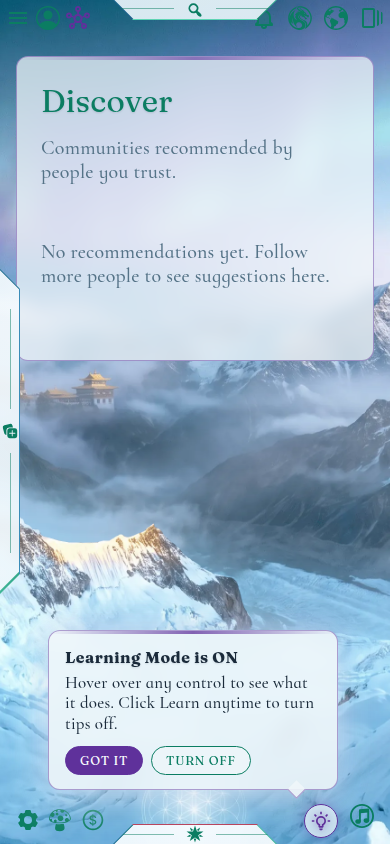 Discover
Communities recommended by
people you trust.
No recommendations yet. Follow
more people to see suggestions here.
Learning Mode is ON
Hover over any control to see what
it does. Click Learn anytime to turn
tips off.
GOT IT
TURN OFF
$